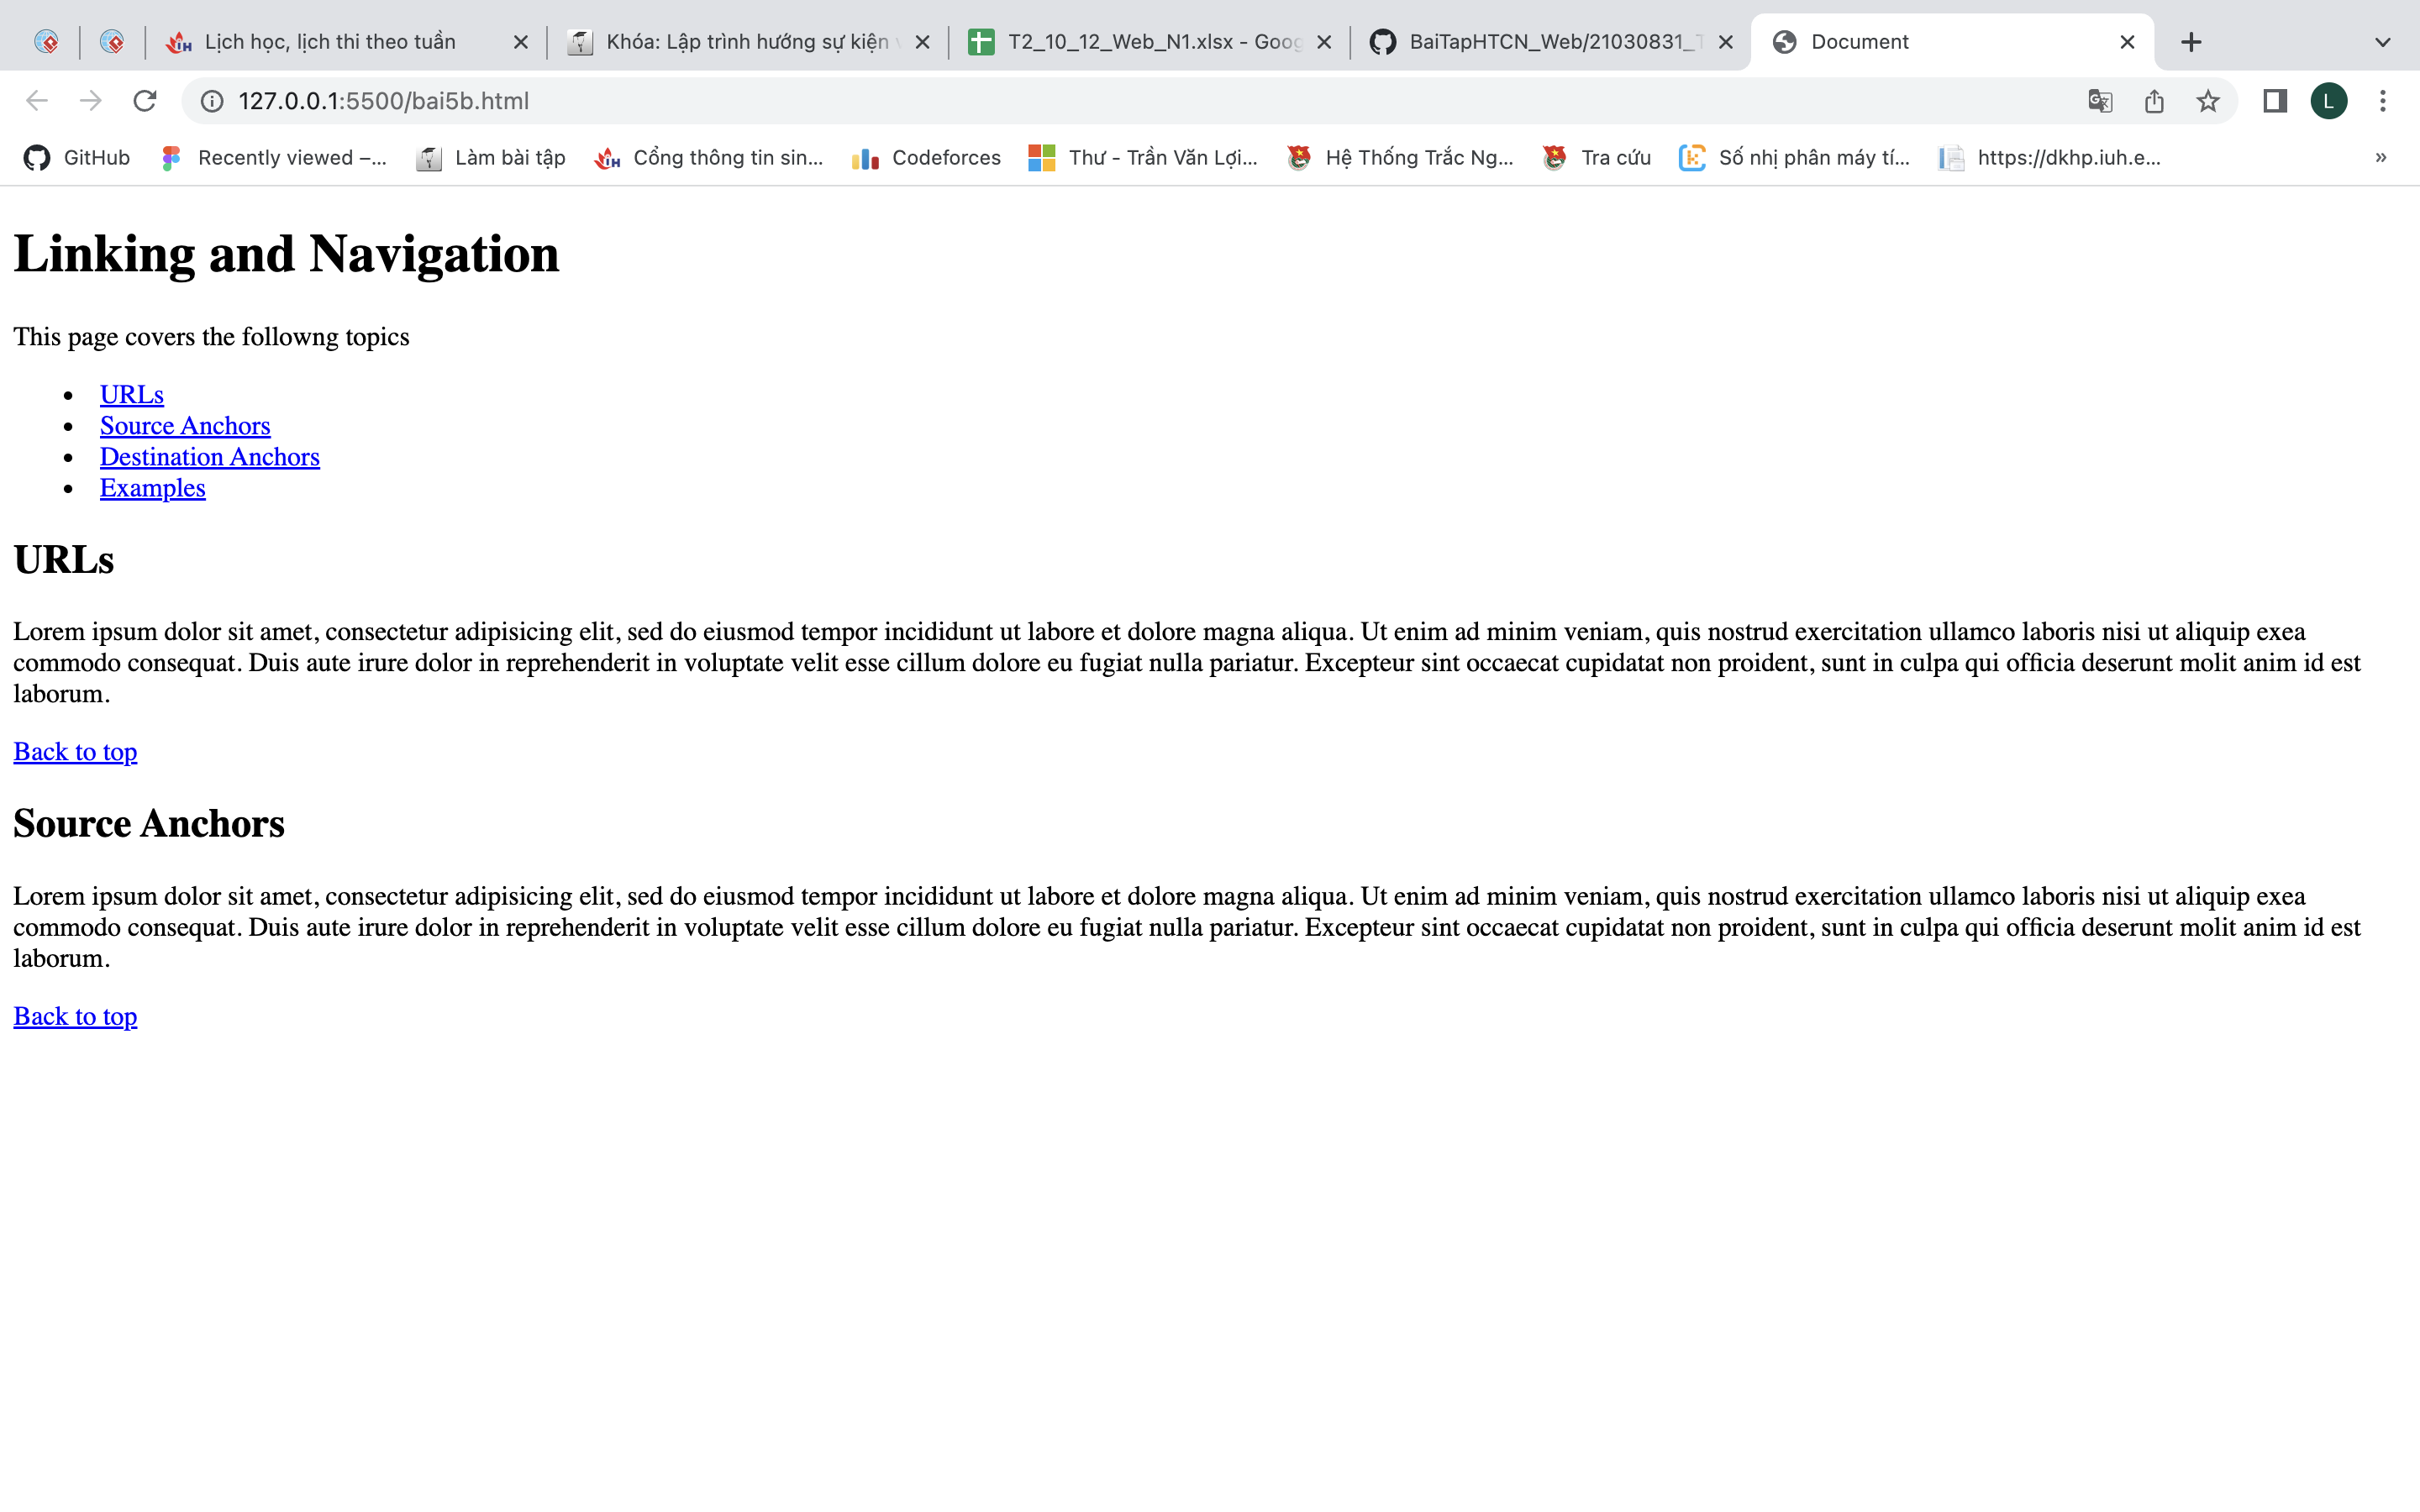 Lịch học, lịch thi theo tuần
Khóa: Lập trình hướng sự kiện
T2_10_12_Web_N1.xlsx - Goog
BaiTapHTCN_Web/21030831_T
Document
127.0.0.1:5500/bai5b.html
L
GitHub
Recently viewed –...
Làm bài tập
Cổng thông tin sin...
Codeforces
Thư - Trần Văn Lợi...
Hệ Thống Trắc Ng...
Tra cứu
Số nhị phân máy tí...
https://dkhp.iuh.e...
»
Linking and Navigation
This page covers the followng topics
• URLs
• Source Anchors
• Destination Anchors
• Examples
URLs
Lorem ipsum dolor sit amet, consectetur adipisicing elit, sed do eiusmod tempor incididunt ut labore et dolore magna aliqua. Ut enim ad minim veniam, quis nostrud exercitation ullamco laboris nisi ut aliquip exea
commodo consequat. Duis aute irure dolor in reprehenderit in voluptate velit esse cillum dolore eu fugiat nulla pariatur. Excepteur sint occaecat cupidatat non proident, sunt in culpa qui officia deserunt molit anim id est
laborum.
Back to top
Source Anchors
Lorem ipsum dolor sit amet, consectetur adipisicing elit, sed do eiusmod tempor incididunt ut labore et dolore magna aliqua. Ut enim ad minim veniam, quis nostrud exercitation ullamco laboris nisi ut aliquip exea
commodo consequat. Duis aute irure dolor in reprehenderit in voluptate velit esse cillum dolore eu fugiat nulla pariatur. Excepteur sint occaecat cupidatat non proident, sunt in culpa qui officia deserunt molit anim id est
laborum.
Back to top